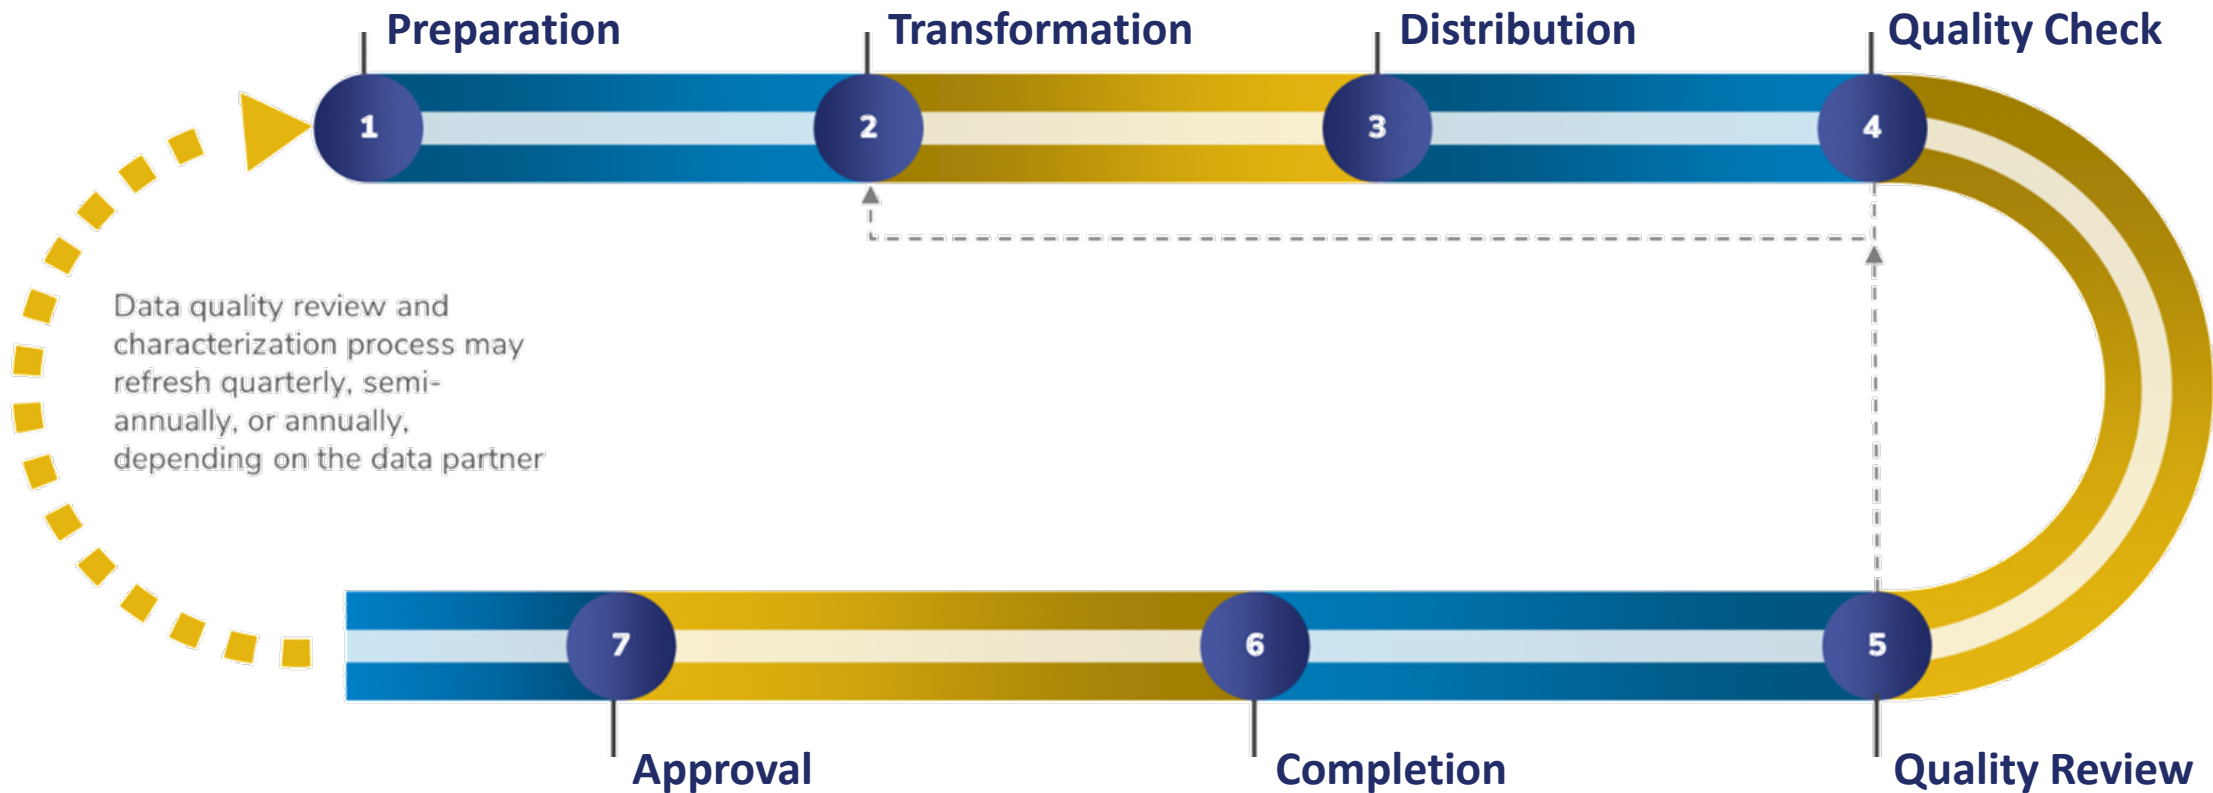 Preparation
Transformation
Distribution
Quality Check
1
2
3
4
Data quality review and
characterization process may
refresh quarterly, semi-
annually, or annually,
depending on the data partner
7
6
5
Approval
Completion
Quality Review